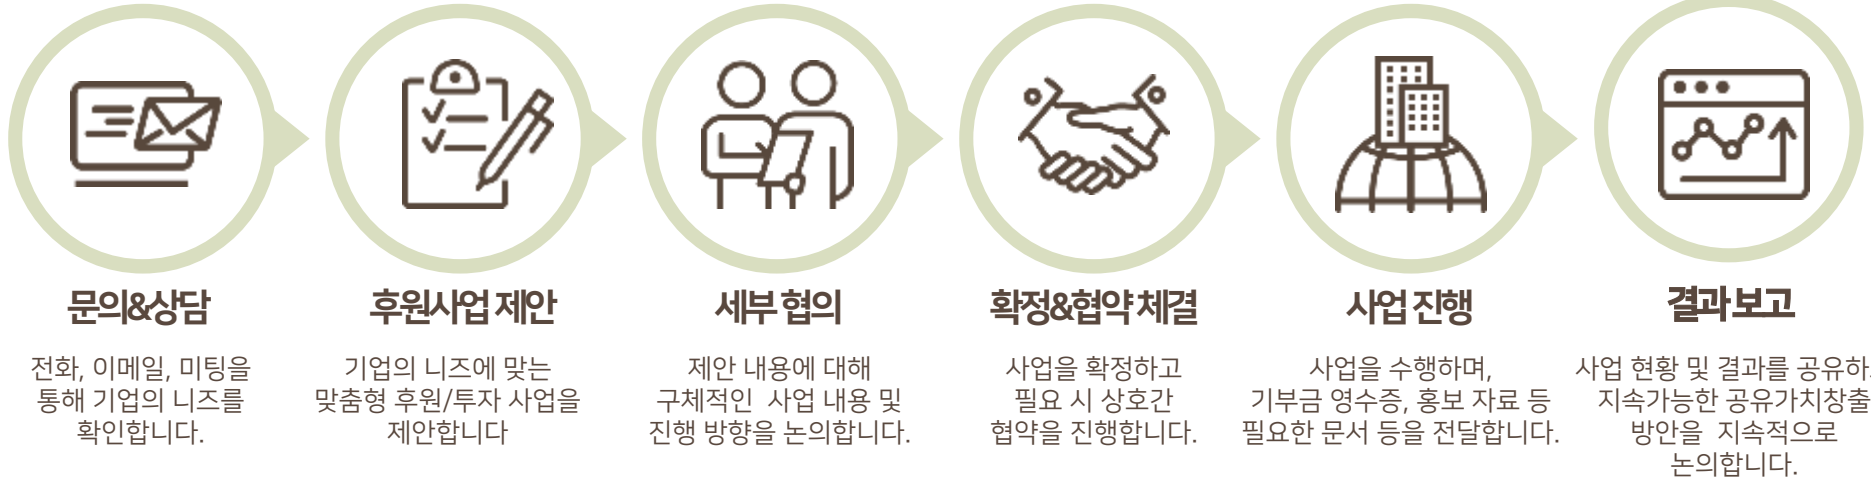 문의&상담
전화, 이메일, 미팅을
통해 기업의 니즈를
확인합니다.
후원사업 제안
기업의 니즈에 맞는
맞춤형 후원/투자 사업을
제안합니다
세부 협의
제안 내용에 대해
구체적인 사업 내용 및
진행 방향을 논의합니다.
확정&협약 체결
사업을 확정하고
필요 시 상호간
협약을 진행합니다.
사업 진행
사업을 수행하며,
기부금 영수증, 홍보 자료 등
필요한 문서 등을 전달합니다.
결과 보고
사업 현황 및 결과를
지속가능한 공유가치창출
방안을 지속적으로
논의합니다.